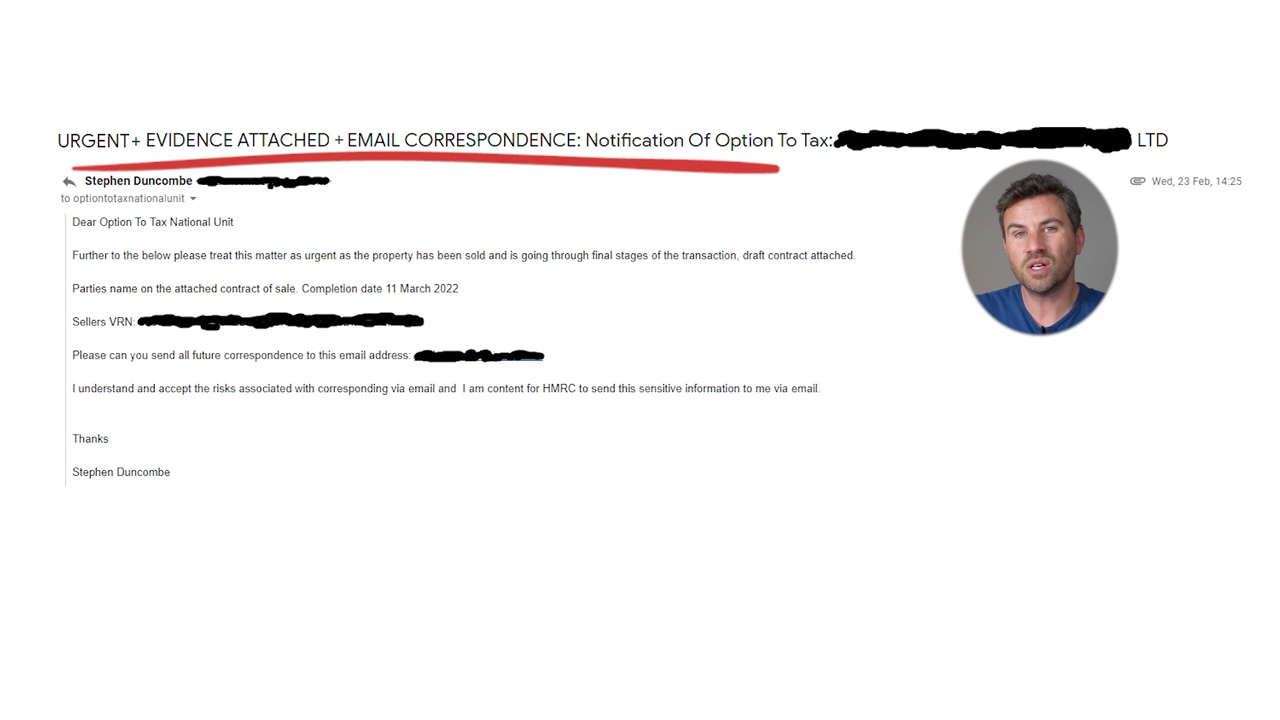 URGENT+ EVIDENCE ATTACHED + EMAIL CORRESPONDENCE: Notification Of Option To Tax: LTD
Stephen Duncombe
Wed, 23 Feb, 14:25
to optiontotaxnationalunit
Dear Option To Tax National Unit
Further to the below please treat this matter as urgent as the property has been sold and is going through final stages of the transaction, draft contract attached.
Parties name on the attached contract of sale. Completion date 11 March 2022
Sellers VRN:
Please can you send all future correspondence to this email address:
I understand and accept the risks associated with corresponding via email and I am content for HMRC to send this sensitive information to me via email.
Thanks
Stephen Duncombe